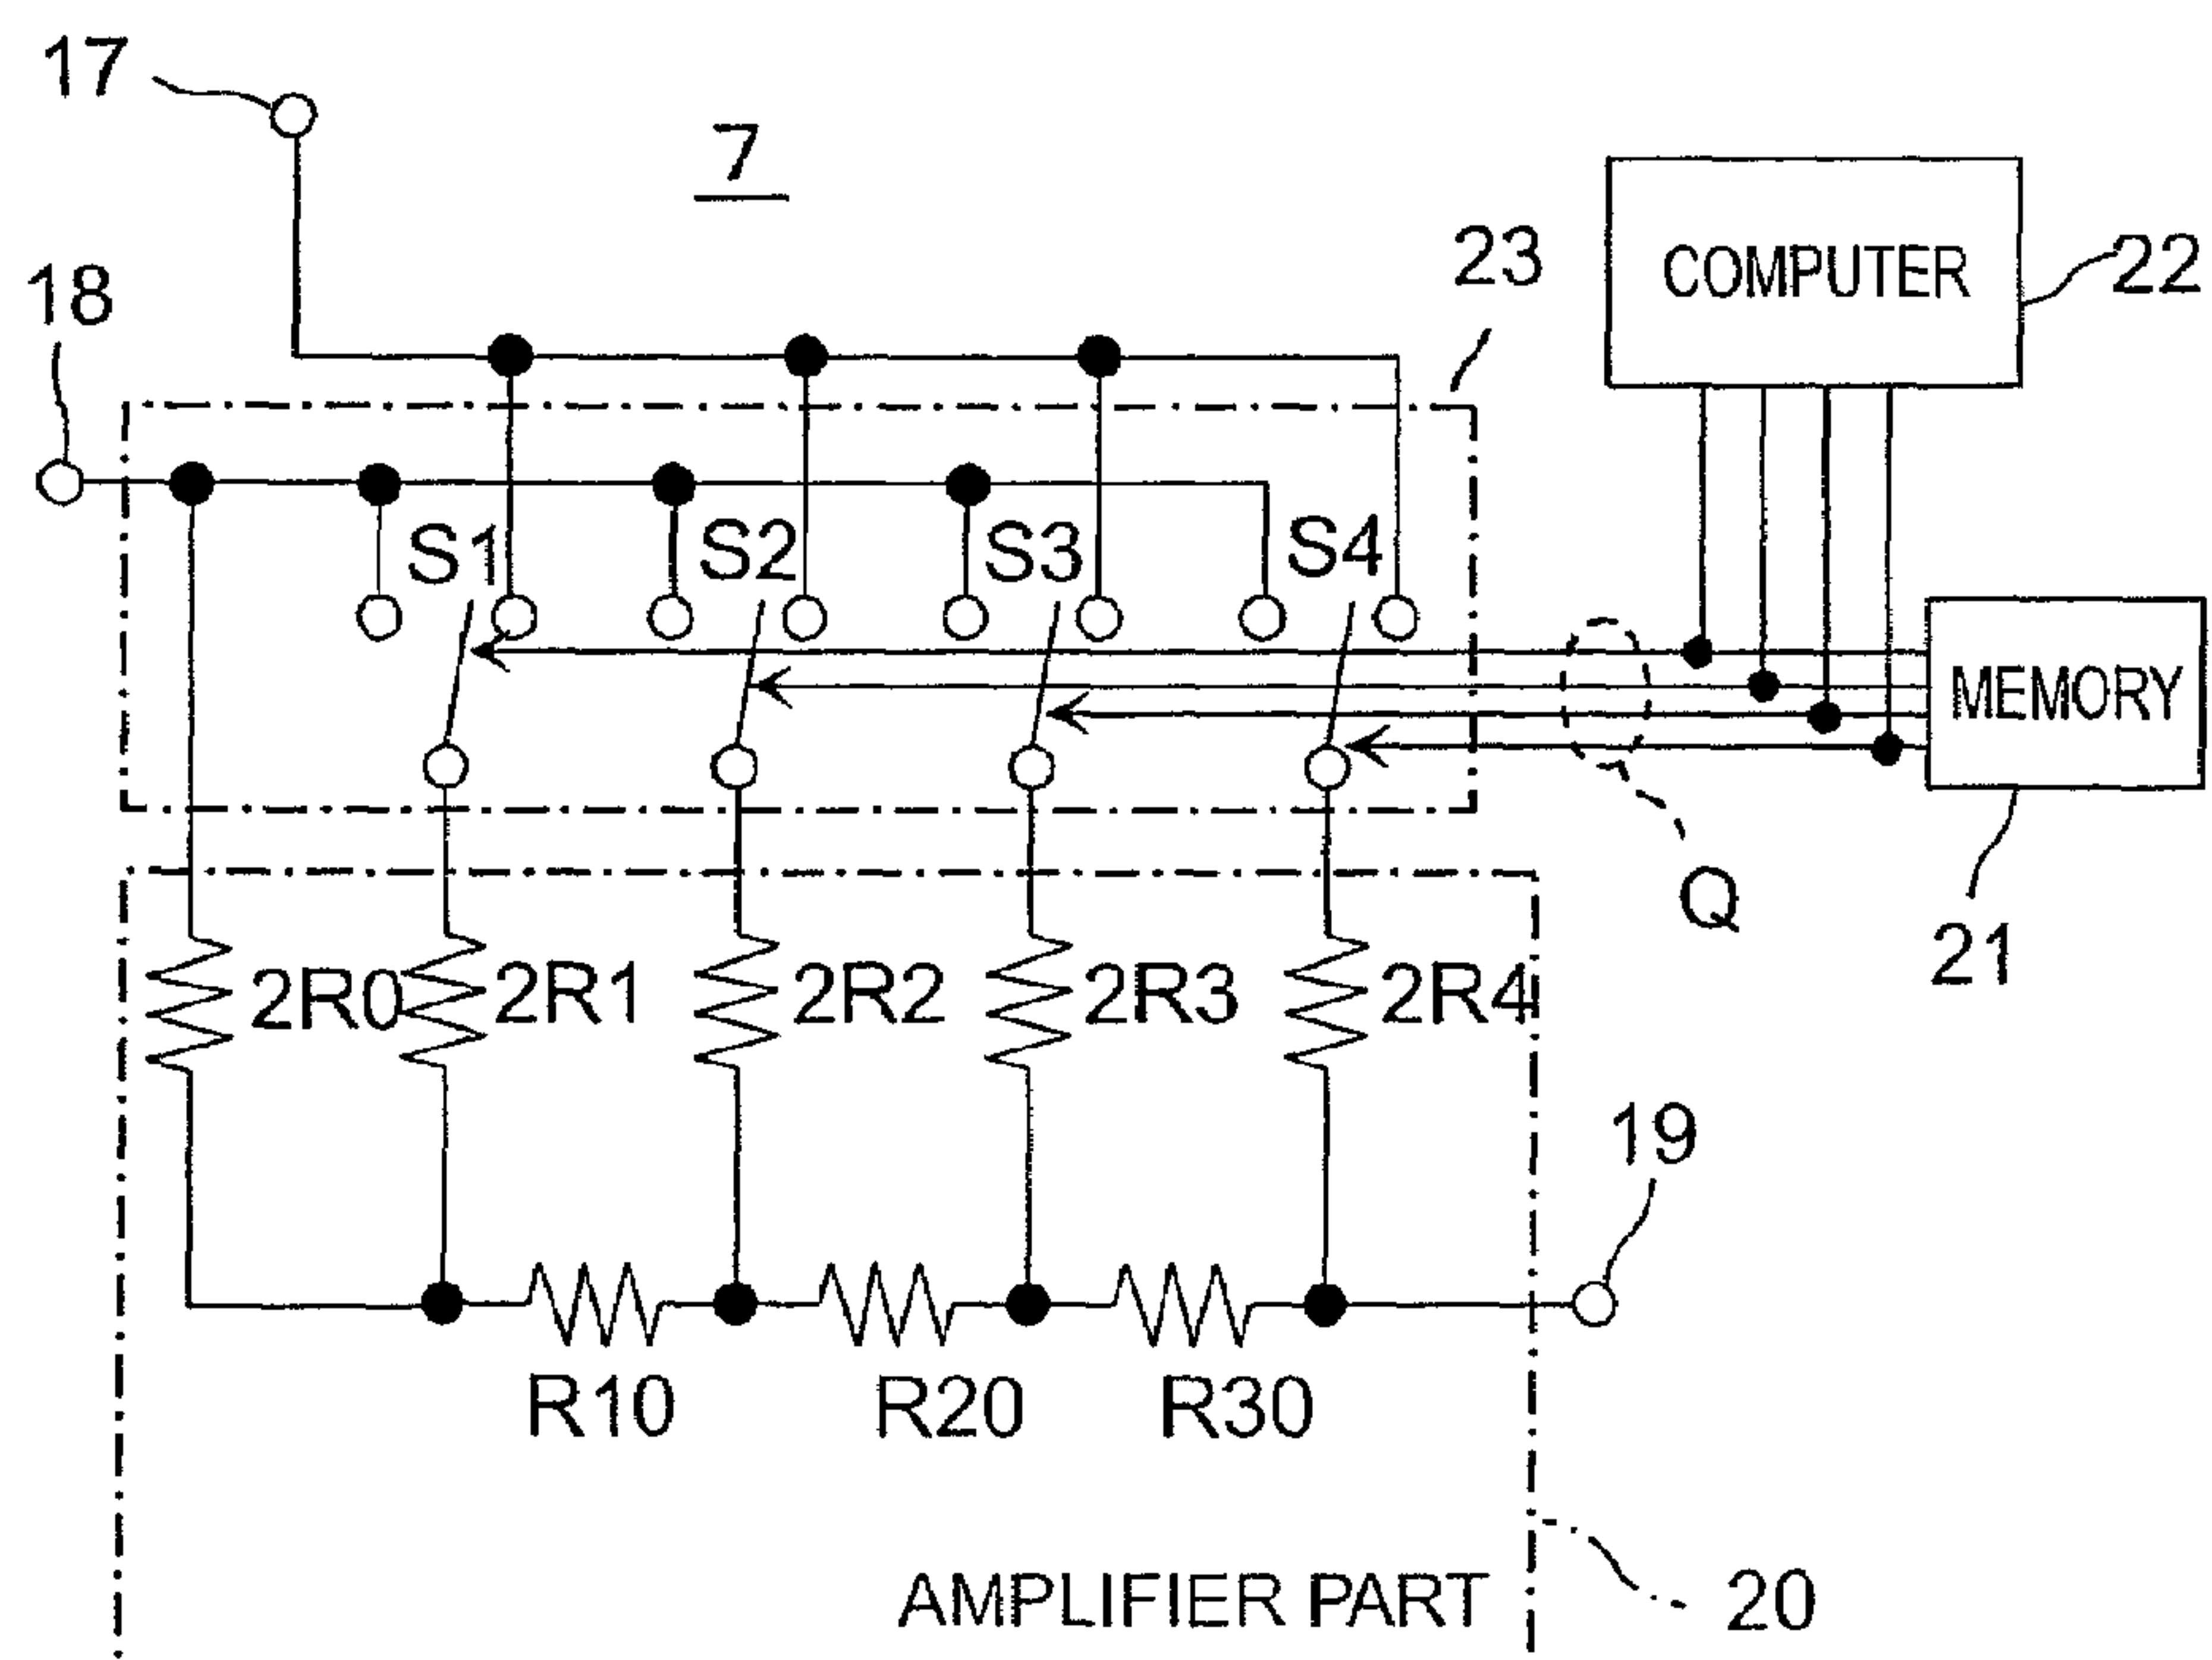 17
7
23
COMPUTER
22
18
S1
S2
S3
S4
MEMORY
Q
21
2R0
2R1
2R2
2R3
2R4
19
R10
R20
R30
AMPLIFIER PART
20